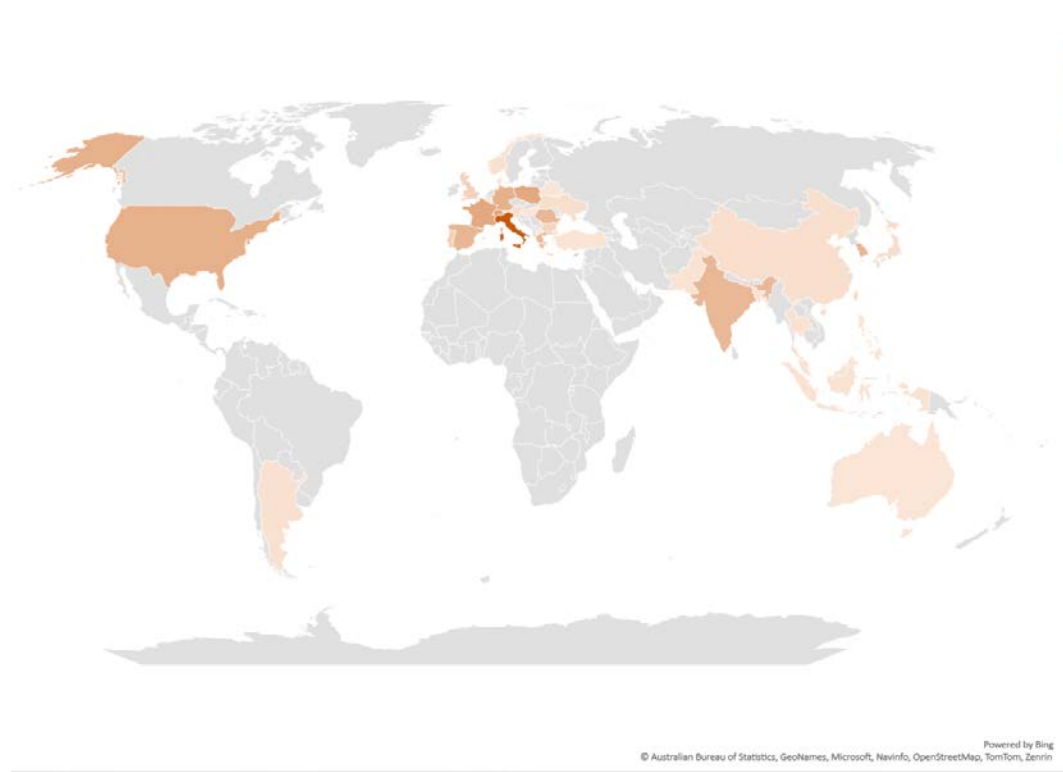 Powered by Bing
© Australian Bureau of Statistics, GeoNames, Microsoft, Navinfo, OpenStreetMap, TomTom, Zenrin